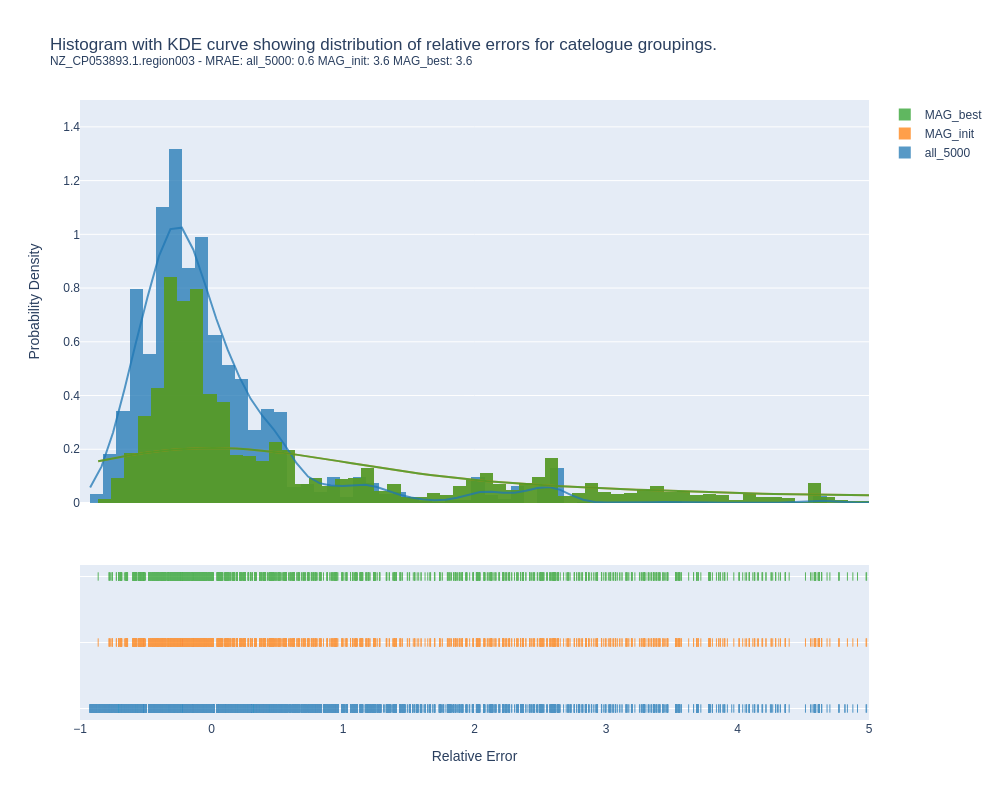 Histogram with KDE curve showing distribution of relative errors for catelogue groupings.
NZ_CP053893.1.region003 - MRAE: all_5000: 0.6 MAG_init: 3.6 MAG_best: 3.6
MAG_best
MAG_init
all_5000
Probability Density
1.4
1.2
1
0.8
0.6
0.4
0.2
0
−1
0
1
2
3
4
5
Relative Error